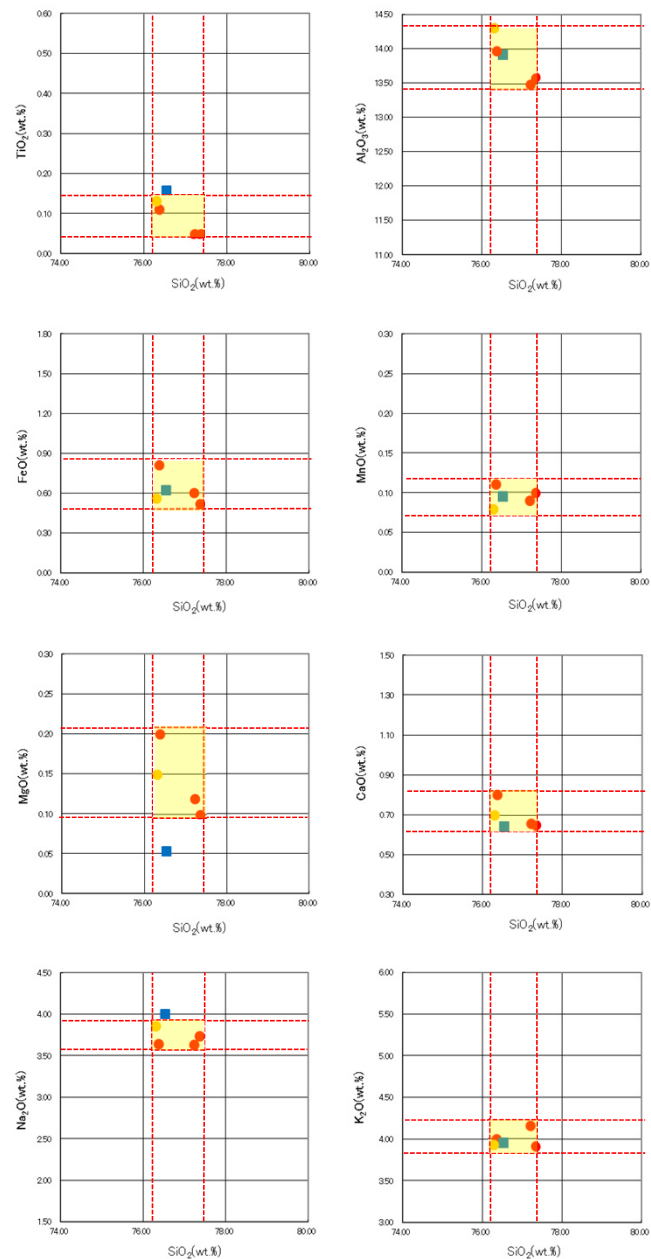 0.60
0.50
0.40
0.30
0.20
0.10
0.00
TiO2(wt.%)
74.00 76.00 78.00 80.00
SiO2(wt.%)
14.50
14.00
13.50
13.00
12.50
12.00
11.50
11.00
Al2O3(wt.%)
74.00 76.00 78.00 80.00
SiO2(wt.%)
1.80
1.50
1.20
0.90
0.60
0.30
0.00
FeO(wt.%)
74.00 76.00 78.00 80.00
SiO2(wt.%)
0.30
0.25
0.20
0.15
0.10
0.05
0.00
MnO(wt.%)
74.00 76.00 78.00 80.00
SiO2(wt.%)
0.30
0.25
0.20
0.15
0.10
0.05
0.00
MgO(wt.%)
74.00 76.00 78.00 80.00
SiO2(wt.%)
1.50
1.30
1.10
0.90
0.70
0.50
0.30
CaO(wt.%)
74.00 76.00 78.00 80.00
SiO2(wt.%)
4.50
4.00
3.50
3.00
2.50
2.00
1.50
Na2O(wt.%)
74.00 76.00 78.00 80.00
SiO2(wt.%)
6.00
5.50
5.00
4.50
4.00
3.50
3.00
K2O(wt.%)
74.00 76.00 78.00 80.00
SiO2(wt.%)